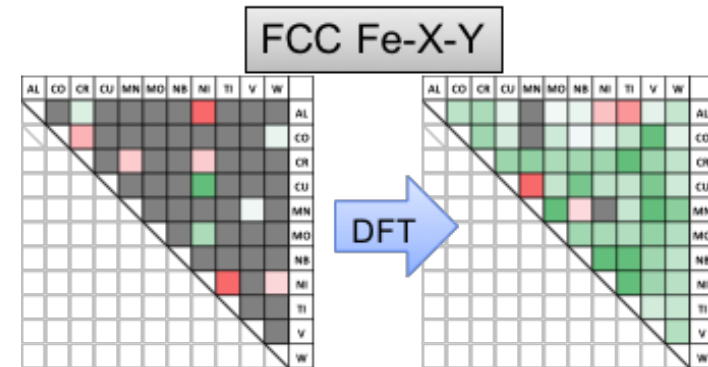 FCC Fe-X-Y
AL CO CR CU MN MO NB NI TI V W
AL
CO
CR
CU
MN
MO
NB
NI
TI
V
W
DFT
AL CO CR CU MN MO NB NI TI V W
AL
CO
CR
CU
MN
MO
NB
NI
TI
V
W